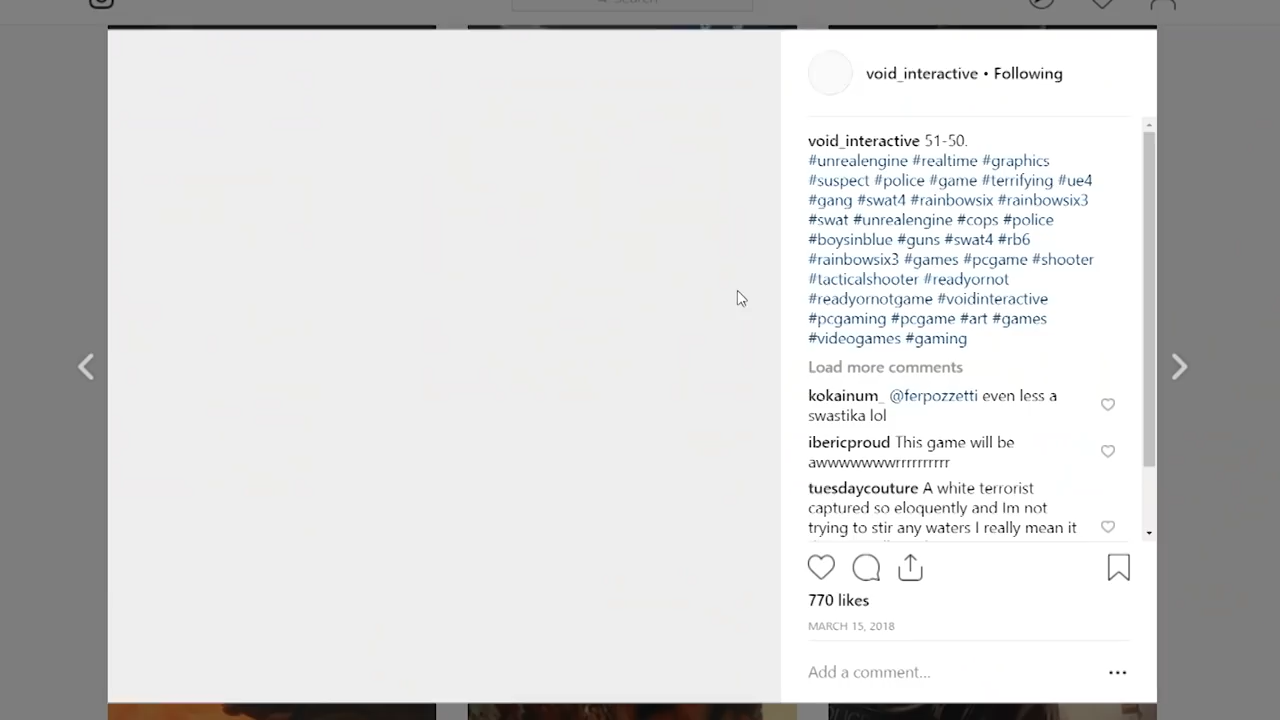 Search
void_interactive • Following
void_interactive 51-50.
#unrealengine #realtime #graphics
#suspect #police #game #terrifying #ue4
#gang #swat4 #rainbowsix #rainbowsix3
#swat #unrealengine #cops #police
#boysinblue #guns #swat4 #rb6
#rainbowsix3 #games #pcgame #shooter
#tacticalshooter #readyornot
#readyornotgame #voidinteractive
#pcgaming #pcgame #art #games
#videogames #gaming
Load more comments
kokainum_ @ferpozzetti even less a
swastika lol
ibericproud This game will be
awwwwwwwrrrrrrrrrr
tuesdaycouture A white terrorist
captured so eloquently and Im not
trying to stir any waters I really mean it
770 likes
MARCH 15, 2018
Add a comment...